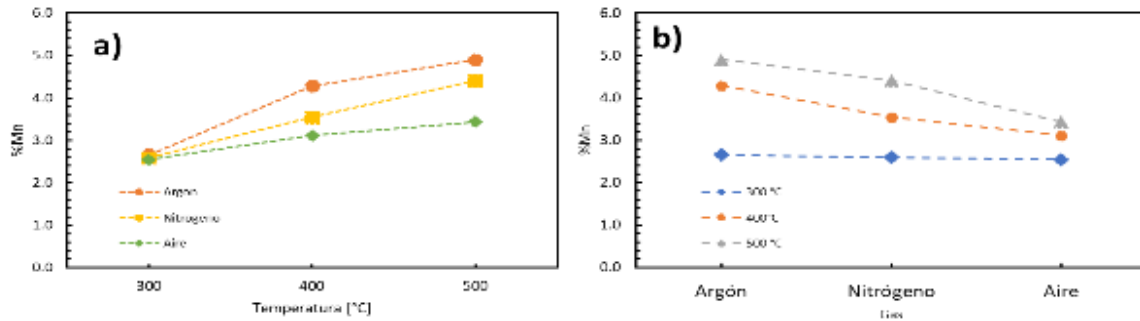 a)
6.0
5.0
4.0
3.0
2.0
1.0
0.0
%Mn
Argón
Nitrógeno
Aire
300
400
500
Temperatura [°C]
b)
6.0
5.0
4.0
3.0
2.0
1.0
0.0
%Mn
300 °C
400°C
500 °C
Argón
Nitrógeno
Aire
Gas